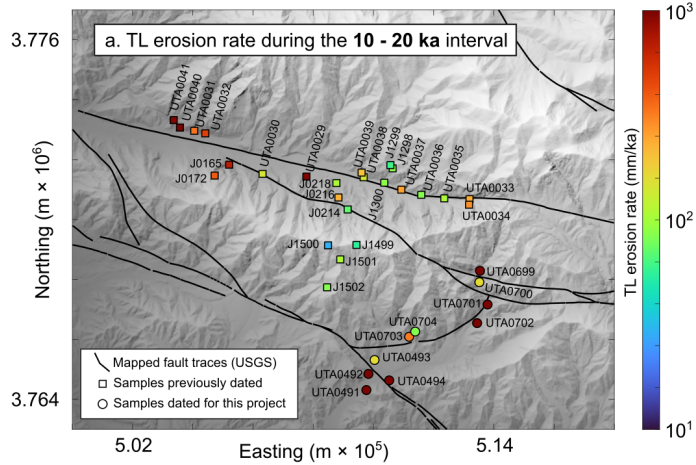 a. TL erosion rate during the 10 - 20 ka interval
3.776
3.764
Northing (m × 10⁶)
5.02
5.14
Easting (m × 10⁵)
10³
10²
10¹
TL erosion rate (mm/ka)
UTA0041
UTA0040
UTA0031
UTA0032
J0165
J0172
UTA0030
UTA0029
UTA0039
UTA0038
J1299
J1298
UTA0037
UTA0036
UTA0035
UTA0033
UTA0034
J0218
J0216
J0214
J1300
J1500
J1499
J1501
J1502
UTA0699
UTA0700
UTA0701
UTA0702
UTA0704
UTA0703
UTA0493
UTA0492
UTA0494
UTA0491
Mapped fault traces (USGS)
Samples previously dated
Samples dated for this project